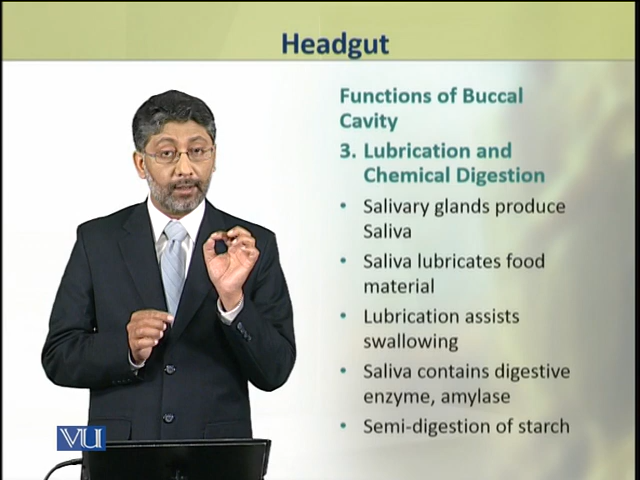 Headgut
Functions of Buccal
Cavity
3. Lubrication and
Chemical Digestion
• Salivary glands produce
Saliva
• Saliva lubricates food
material
• Lubrication assists
swallowing
• Saliva contains digestive
enzyme, amylase
• Semi-digestion of starch
VU